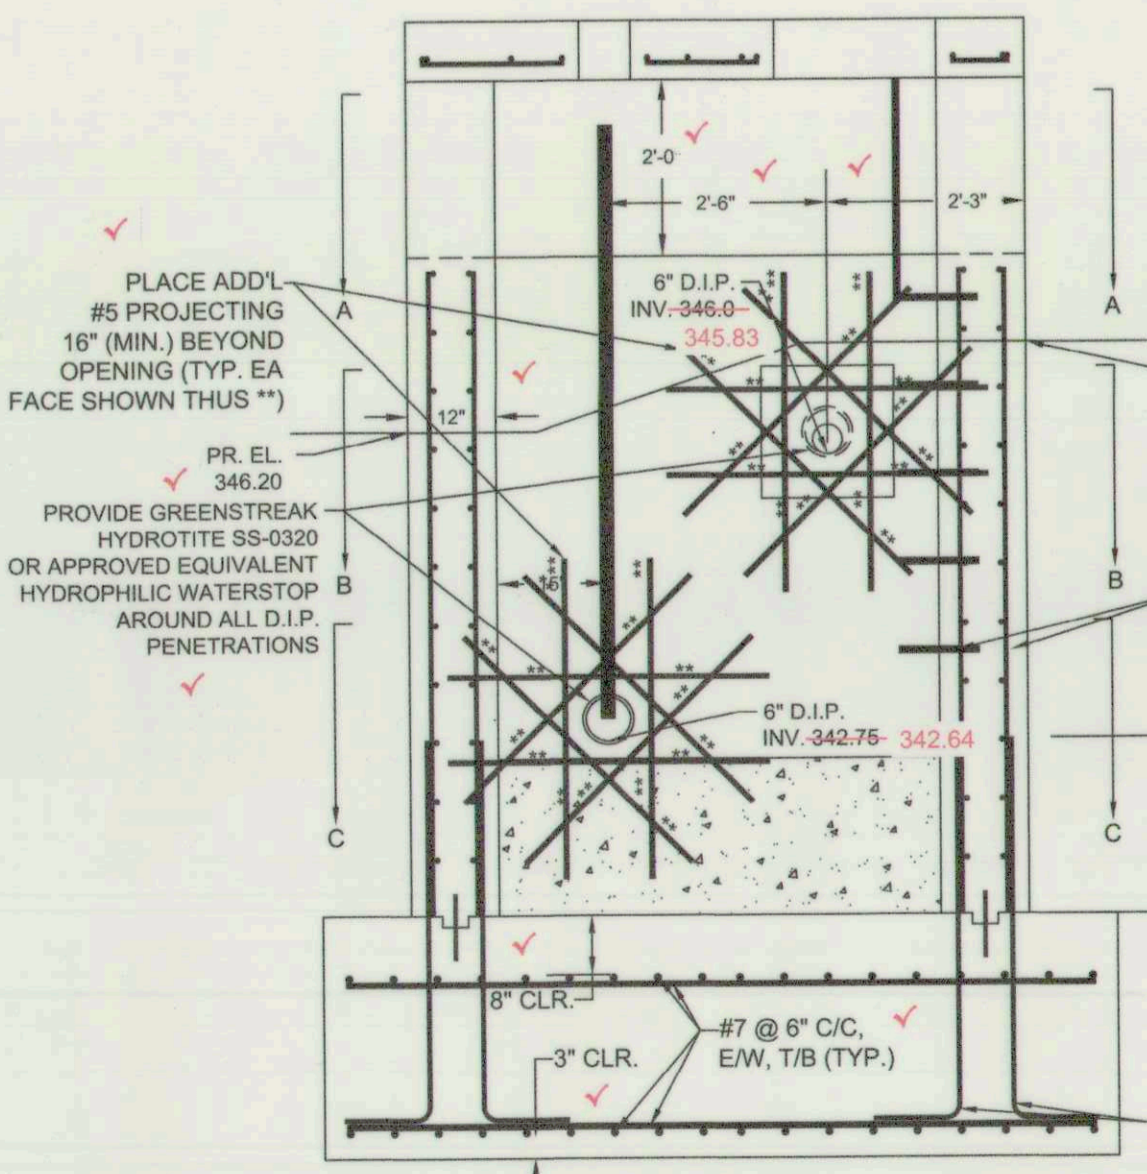 2'-0
2'-6"
2'-3"
A
A
PLACE ADD'L
#5 PROJECTING
16" (MIN.) BEYOND
OPENING (TYP. EA
FACE SHOWN THUS **)
6" D.I.P.
INV. 346.0
345.83
12"
PR. EL.
346.20
PROVIDE GREENSTREAK
HYDROTITE SS-0320
OR APPROVED EQUIVALENT
HYDROPHILIC WATERSTOP
AROUND ALL D.I.P.
PENETRATIONS
B
B
15"
6" D.I.P.
INV. 342.75 342.64
C
C
8" CLR.
#7 @ 6" C/C,
E/W, T/B (TYP.)
3" CLR.